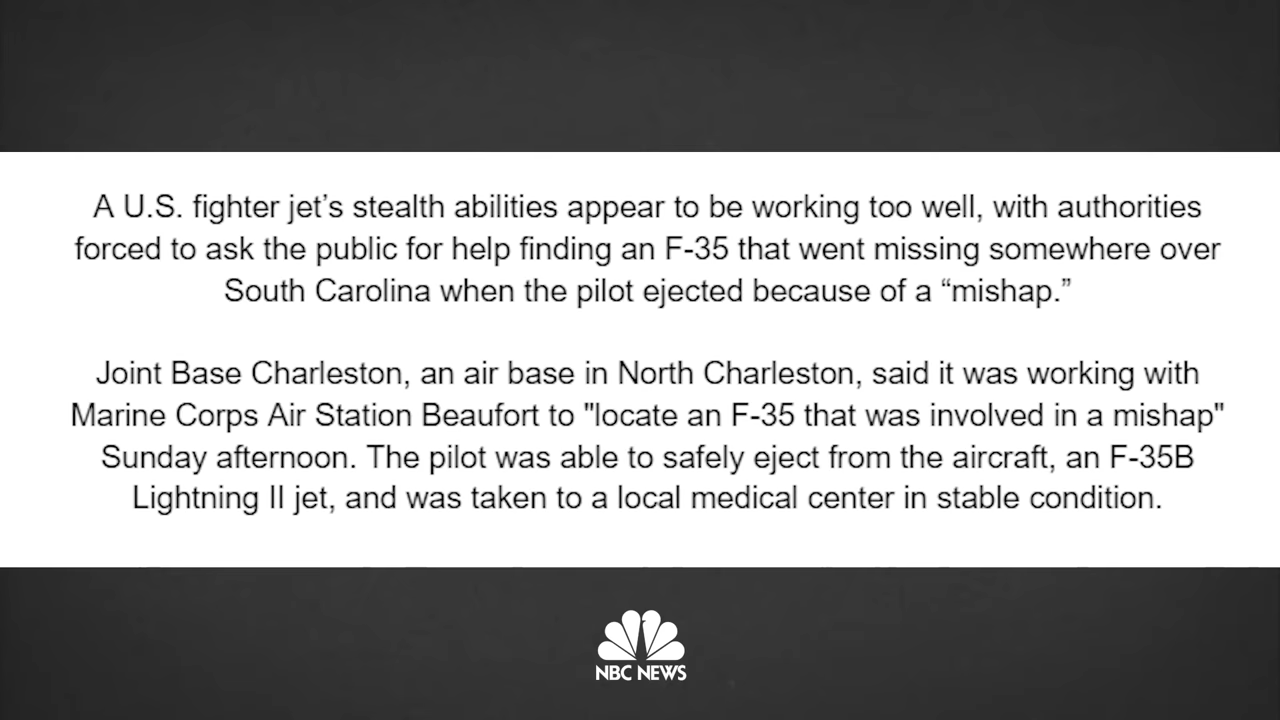 A U.S. fighter jet’s stealth abilities appear to be working too well, with authorities
forced to ask the public for help finding an F-35 that went missing somewhere over
South Carolina when the pilot ejected because of a “mishap.”
Joint Base Charleston, an air base in North Charleston, said it was working with
Marine Corps Air Station Beaufort to "locate an F-35 that was involved in a mishap"
Sunday afternoon. The pilot was able to safely eject from the aircraft, an F-35B
Lightning II jet, and was taken to a local medical center in stable condition.
NBC NEWS